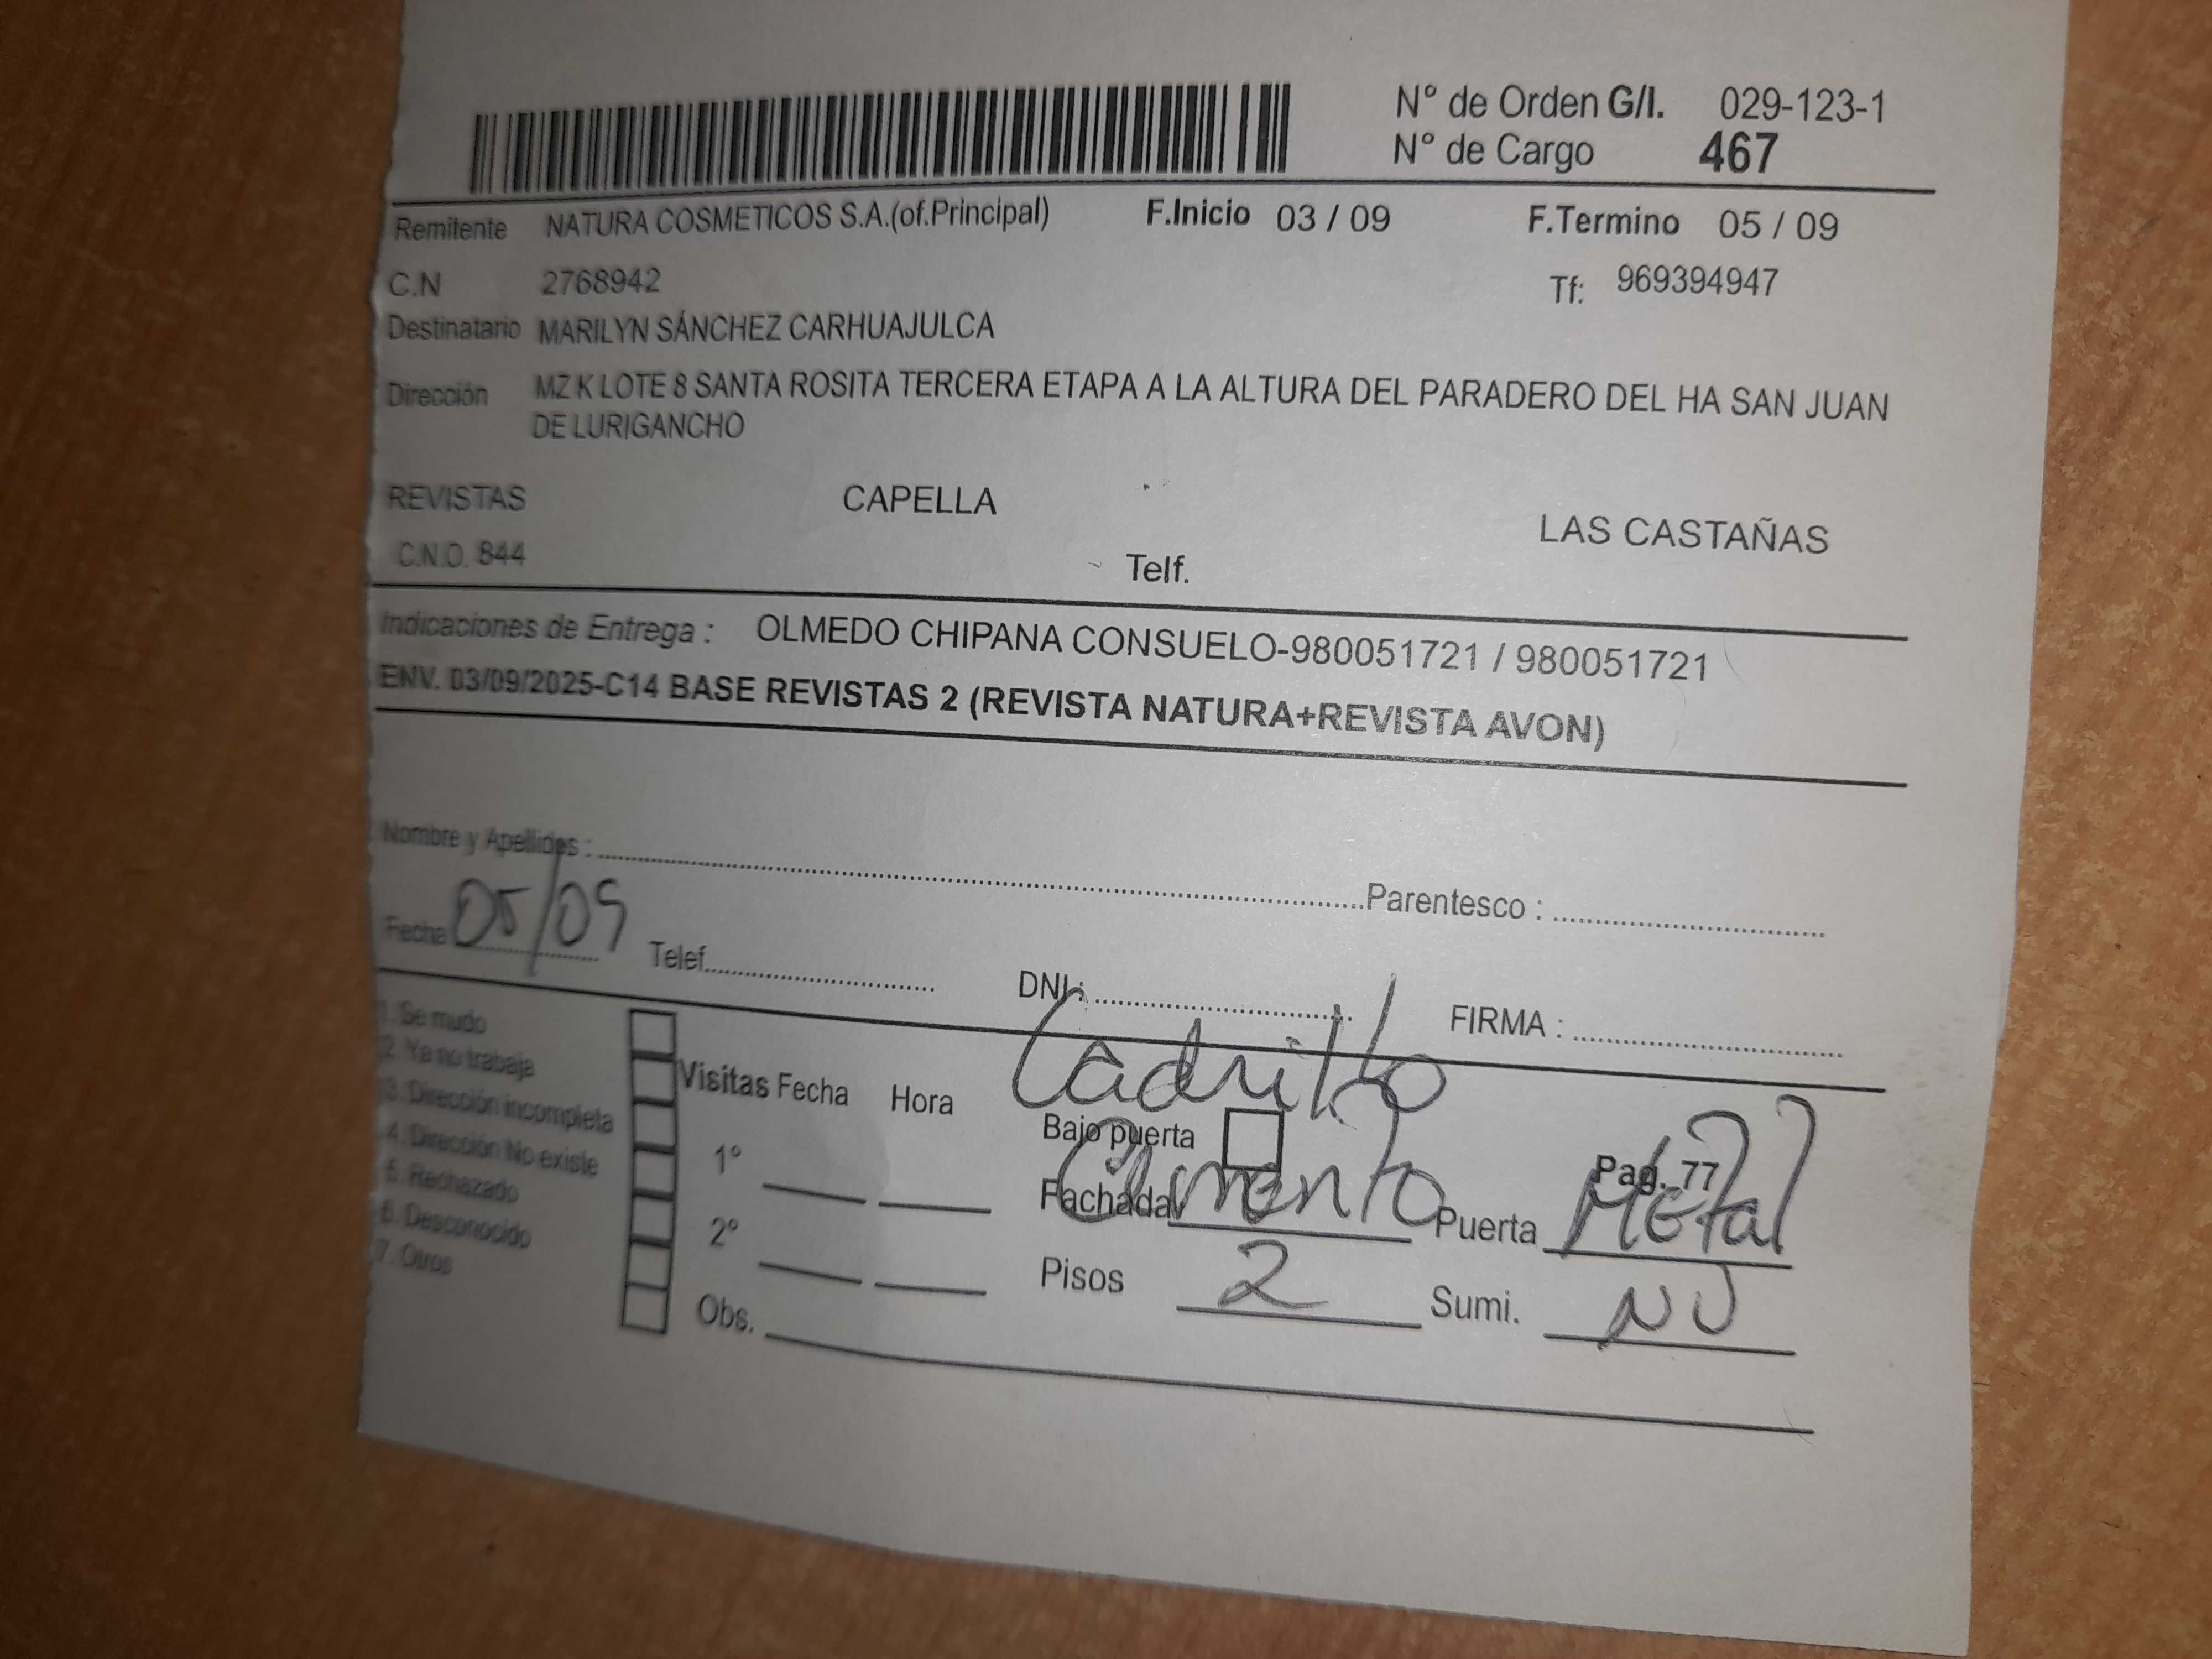 N° de Orden G/I. 029-123-1
N° de Cargo 467
Remitente NATURA COSMETICOS S.A.(of.Principal) F.Inicio 03 / 09 F.Termino 05 / 09
C.N 2768942 Tf: 969394947
Destinatario MARILYN SÁNCHEZ CARHUAJULCA
Dirección MZ K LOTE 8 SANTA ROSITA TERCERA ETAPA A LA ALTURA DEL PARADERO DEL HA SAN JUAN
DE LURIGANCHO
REVISTAS CAPELLA LAS CASTAÑAS
C.N.O. 844 Telf.
Indicaciones de Entrega : OLMEDO CHIPANA CONSUELO-980051721 / 980051721
ENV. 03/09/2025-C14 BASE REVISTAS 2 (REVISTA NATURA+REVISTA AVON)
Nombre y Apellidos : Parentesco :
Fecha 05/09 Telef. DNI : FIRMA :
1. Se mudo
2. Ya no trabaja
3. Dirección incompleta
4. Dirección No existe
5. Rechazado
6. Desconocido
7. Otros
Visitas Fecha Hora
1°
2°
Obs.
Ladrillo
Bajo puerta
Pag. 77
Fachada Cemento Puerta Metal
Pisos 2 Sumi.